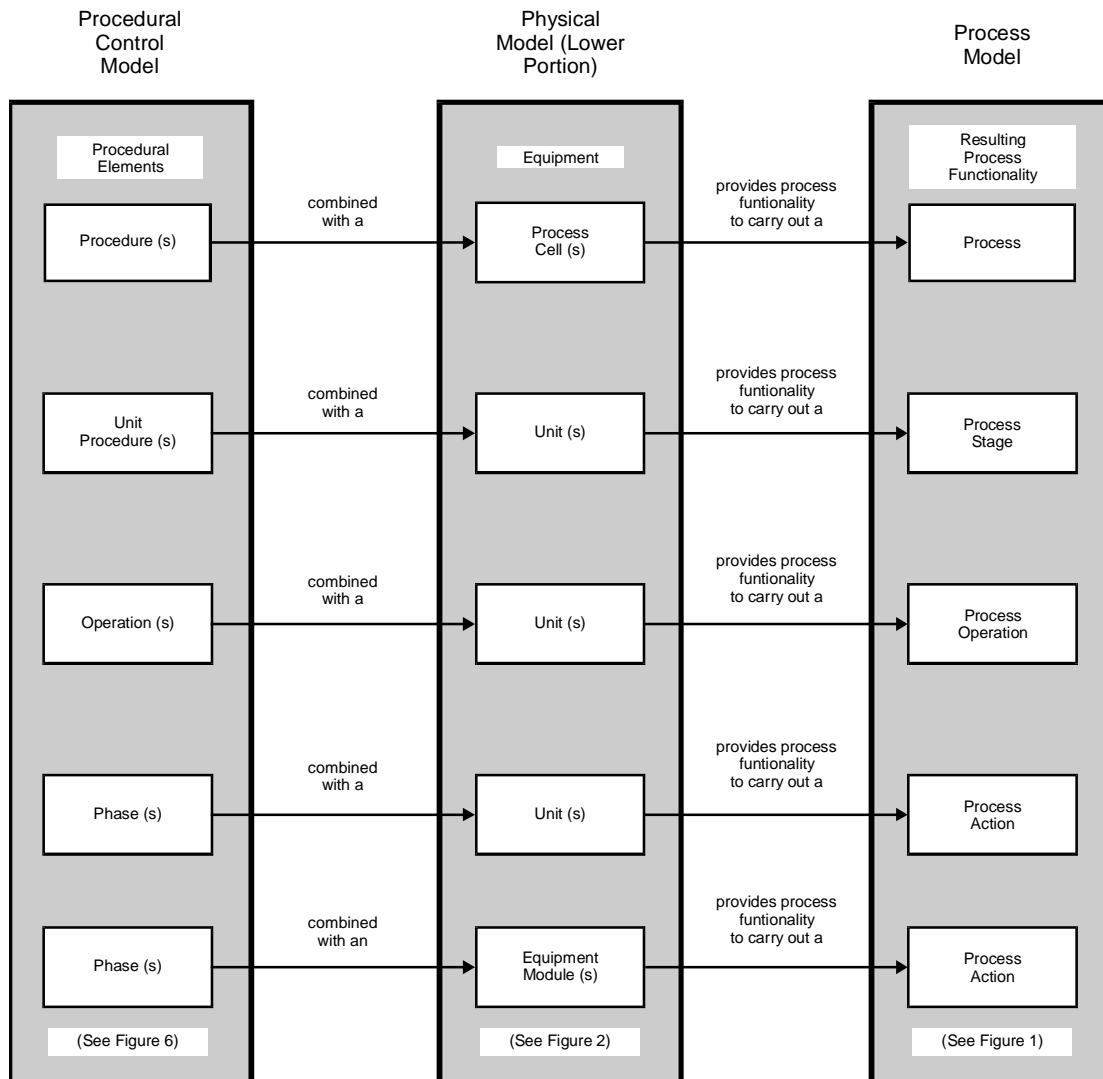 Procedural
Control
Model
Physical
Model (Lower
Portion)
Process
Model
Procedural
Elements
Equipment
Resulting
Process
Functionality
Procedure (s)
combined
with a
Process
Cell (s)
provides process
funtionality
to carry out a
Process
Unit
Procedure (s)
combined
with a
Unit (s)
provides process
funtionality
to carry out a
Process
Stage
Operation (s)
combined
with a
Unit (s)
provides process
funtionality
to carry out a
Process
Operation
Phase (s)
combined
with a
Unit (s)
provides process
funtionality
to carry out a
Process
Action
Phase (s)
combined
with an
Equipment
Module (s)
provides process
funtionality
to carry out a
Process
Action
(See Figure 6)
(See Figure 2)
(See Figure 1)